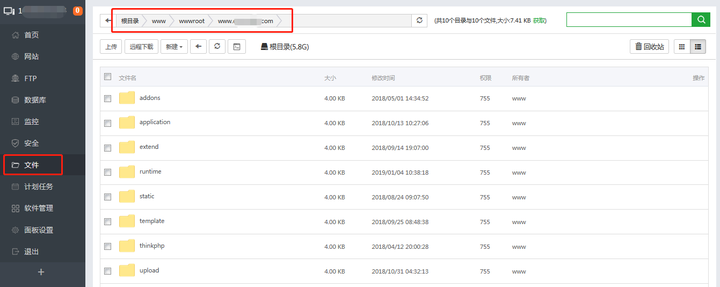 1
0
首页
网站
FTP
数据库
监控
安全
文件
计划任务
软件管理
面板设置
退出
+
根目录 www wwwroot www. .com
(共10个目录与10个文件,大小:7.41 KB 获取)
上传 远程下载 新建 根目录(5.8G) 回收站
文件名 大小 修改时间 权限 所有者 操作
addons 4.00 KB 2018/05/01 14:34:52 755 www
application 4.00 KB 2018/10/13 10:27:06 755 www
extend 4.00 KB 2018/09/14 19:07:00 755 www
runtime 4.00 KB 2019/01/04 10:38:18 755 www
static 4.00 KB 2018/08/24 09:07:50 755 www
template 4.00 KB 2018/09/25 08:48:38 755 www
thinkphp 4.00 KB 2018/04/12 20:00:28 755 www
upload 4.00 KB 2018/10/31 04:32:13 755 www